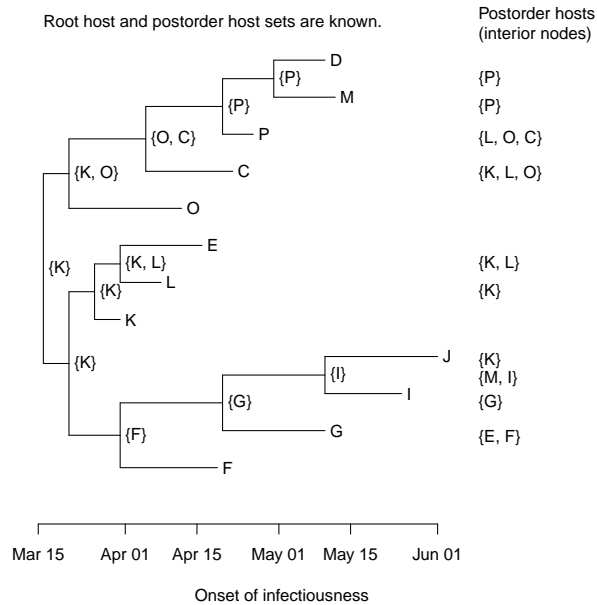 Root host and postorder host sets are known.
Postorder hosts
(interior nodes)
D
{P} {P}
M
{P} {P}
P
{O, C} {L, O, C}
C
{K, O} {K, L, O}
O
E
{K, L} {K, L}
{K}
L
{K} {K}
K
J
{K} {K}
{I} {M, I}
I
{G} {G}
G
{F} {E, F}
F
Mar 15 Apr 01 Apr 15 May 01 May 15 Jun 01
Onset of infectiousness